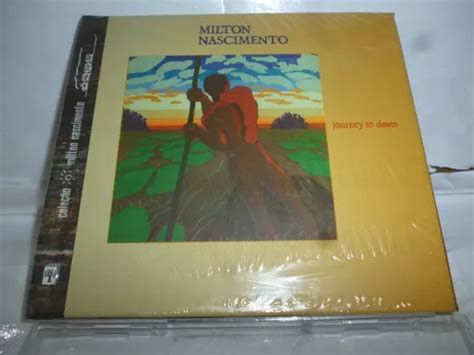 MILTON
NASCIMENTO
journey to dawn
coleção milton nascimento